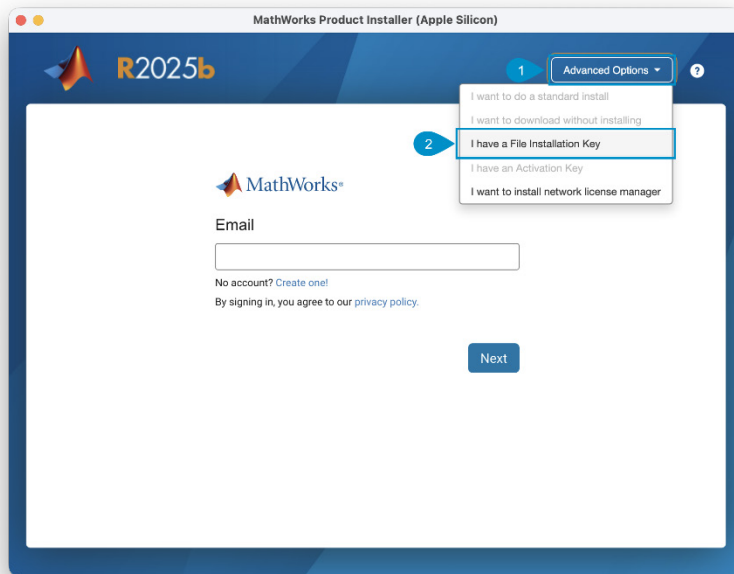 MathWorks Product Installer (Apple Silicon)
R2025b
1
Advanced Options
?
I want to do a standard install
I want to download without installing
2
I have a File Installation Key
I have an Activation Key
I want to install network license manager
MathWorks®
Email
No account? Create one!
By signing in, you agree to our privacy policy.
Next